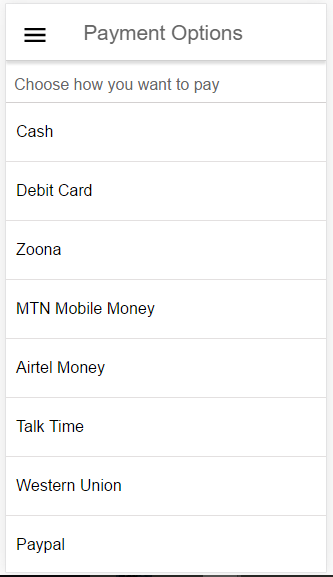 Payment Options
Choose how you want to pay
Cash
Debit Card
Zoona
MTN Mobile Money
Airtel Money
Talk Time
Western Union
Paypal